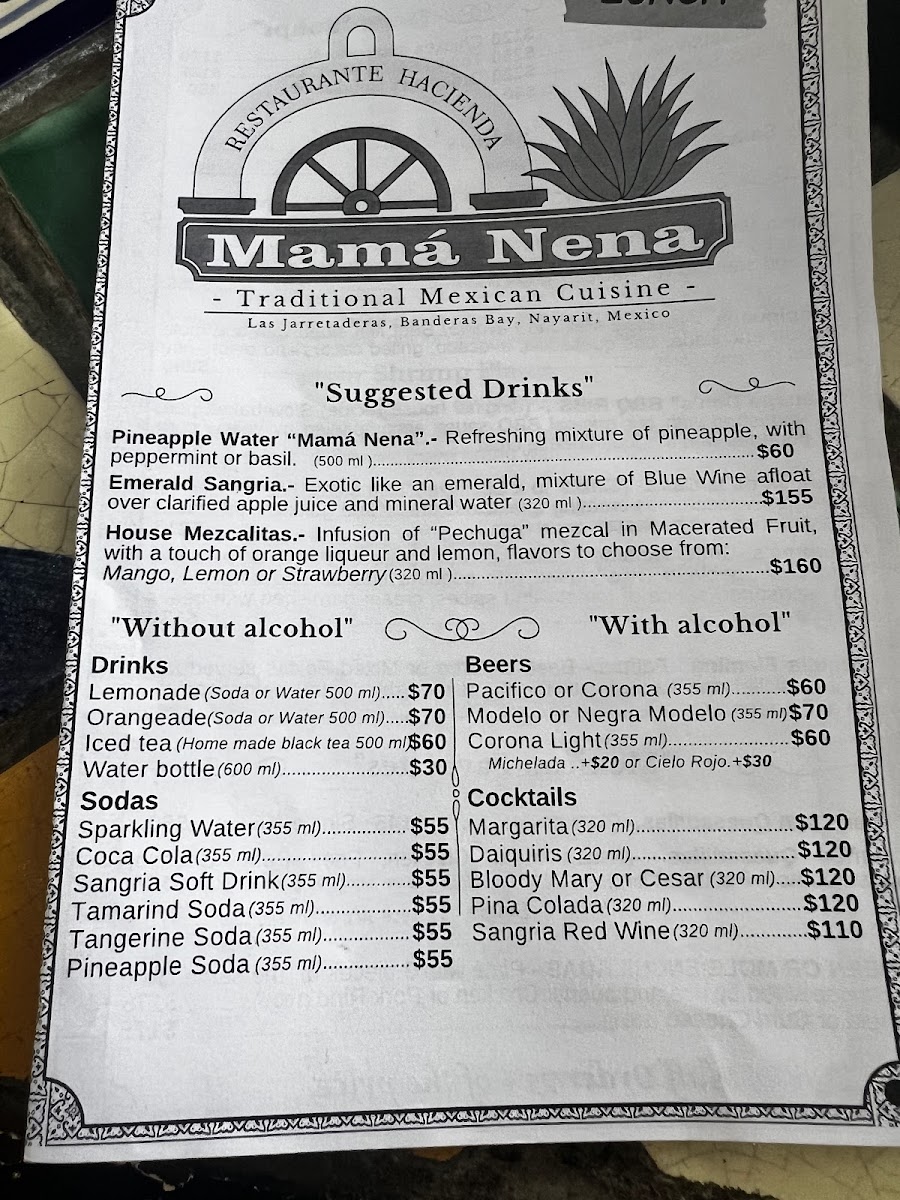 LUNCH
RESTAURANTE HACIENDA
Mamá Nena
- Traditional Mexican Cuisine -
Las Jarretaderas, Banderas Bay, Nayarit, Mexico
"Suggested Drinks"
Pineapple Water “Mamá Nena”.- Refreshing mixture of pineapple, with
peppermint or basil. (500 ml )..........$60
Emerald Sangria.- Exotic like an emerald, mixture of Blue Wine afloat
over clarified apple juice and mineral water (320 ml )..........$155
House Mezcalitas.- Infusion of “Pechuga” mezcal in Macerated Fruit,
with a touch of orange liqueur and lemon, flavors to choose from:
Mango, Lemon or Strawberry (320 ml )..........$160
"Without alcohol"
Drinks
Lemonade (Soda or Water 500 ml).....$70
Orangeade(Soda or Water 500 ml).....$70
Iced tea (Home made black tea 500 ml)$60
Water bottle (600 ml)..........$30
Sodas
Sparkling Water (355 ml)..........$55
Coca Cola (355 ml)..........$55
Sangria Soft Drink(355 ml)..........$55
Tamarind Soda (355 ml)..........$55
Tangerine Soda (355 ml)..........$55
Pineapple Soda (355 ml)..........$55
"With alcohol"
Beers
Pacifico or Corona (355 ml)..........$60
Modelo or Negra Modelo (355 ml)$70
Corona Light(355 ml)..........$60
Michelada ..+$20 or Cielo Rojo.+$30
Cocktails
Margarita (320 ml)..........$120
Daiquiris (320 ml)..........$120
Bloody Mary or Cesar (320 ml).....$120
Pina Colada (320 ml)..........$120
Sangria Red Wine (320 ml)..........$110